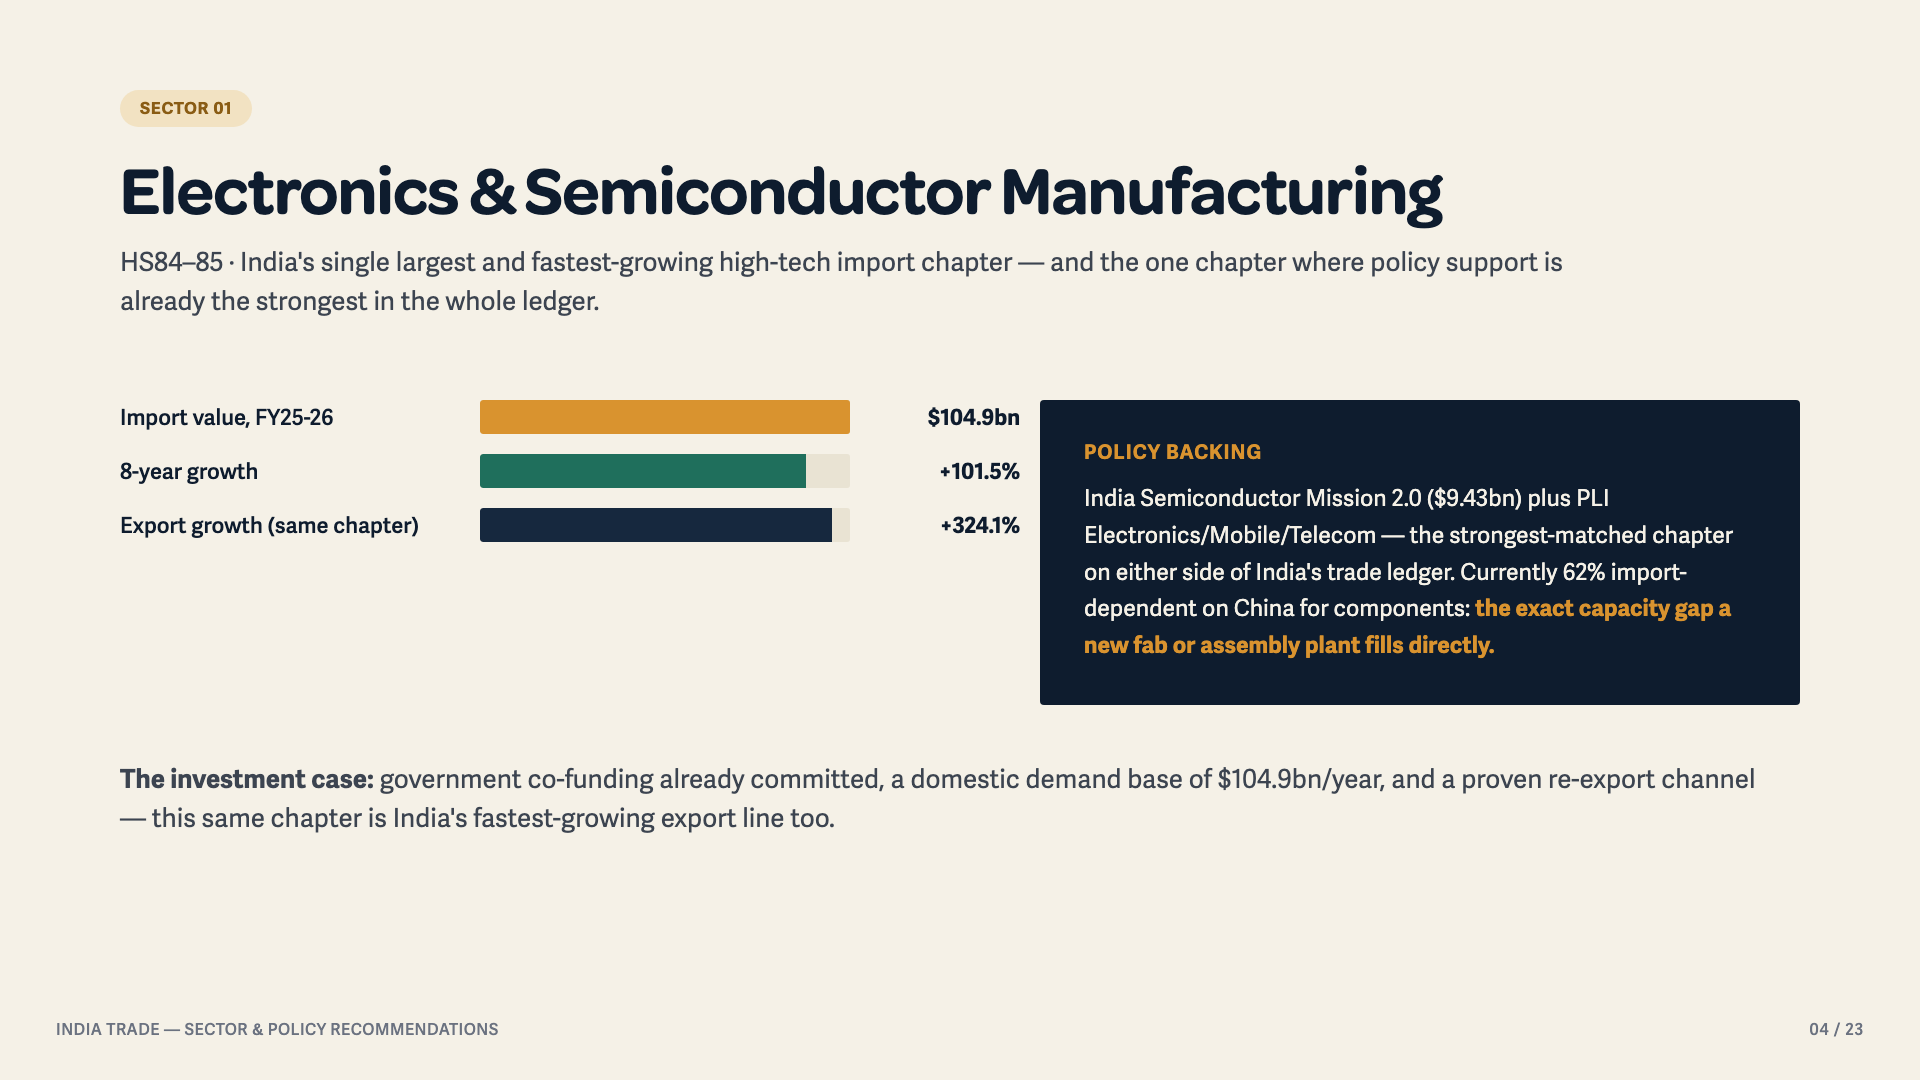 SECTOR 01
Electronics & Semiconductor Manufacturing
HS84–85 · India's single largest and fastest-growing high-tech import chapter — and the one chapter where policy support is
already the strongest in the whole ledger.
Import value, FY25-26 $104.9bn
8-year growth +101.5%
Export growth (same chapter) +324.1%
POLICY BACKING
India Semiconductor Mission 2.0 ($9.43bn) plus PLI
Electronics/Mobile/Telecom — the strongest-matched chapter
on either side of India's trade ledger. Currently 62% import-
dependent on China for components: the exact capacity gap a
new fab or assembly plant fills directly.
The investment case: government co-funding already committed, a domestic demand base of $104.9bn/year, and a proven re-export channel
— this same chapter is India's fastest-growing export line too.
INDIA TRADE — SECTOR & POLICY RECOMMENDATIONS
04 / 23